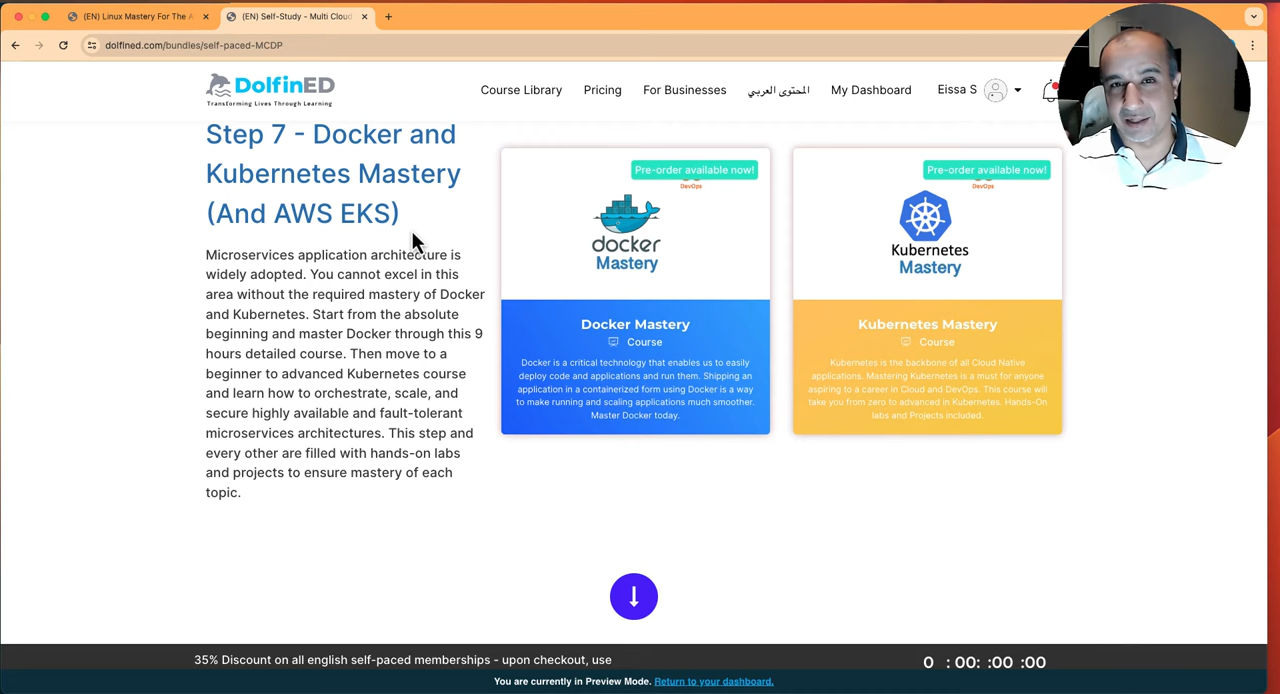 (EN) Linux Mastery For The A
(EN) Self-Study - Multi Cloud
dolfined.com/bundles/self-paced-MCDP
DolfinED
Transforming Lives Through Learning
Course Library
Pricing
For Businesses
المحتوى العربي
My Dashboard
Eissa S
Step 7 - Docker and
Kubernetes Mastery
(And AWS EKS)
Microservices application architecture is
widely adopted. You cannot excel in this
area without the required mastery of Docker
and Kubernetes. Start from the absolute
beginning and master Docker through this 9
hours detailed course. Then move to a
beginner to advanced Kubernetes course
and learn how to orchestrate, scale, and
secure highly available and fault-tolerant
microservices architectures. This step and
every other are filled with hands-on labs
and projects to ensure mastery of each
topic.
Pre-order available now!
DevOps
docker
Mastery
Docker Mastery
Course
Docker is a critical technology that enables us to easily
deploy code and applications and run them. Shipping an
application in a containerized form using Docker is a way
to make running and scaling applications much smoother.
Master Docker today.
Pre-order available now!
DevOps
Kubernetes
Mastery
Kubernetes Mastery
Course
Kubernetes is the backbone of all Cloud Native
applications. Mastering Kubernetes is a must for anyone
aspiring to a career in Cloud and DevOps. This course will
take you from zero to advanced in Kubernetes. Hands-On
labs and Projects included.
35% Discount on all english self-paced memberships - upon checkout, use
0 : 00: :00 :00
You are currently in Preview Mode. Return to your dashboard.